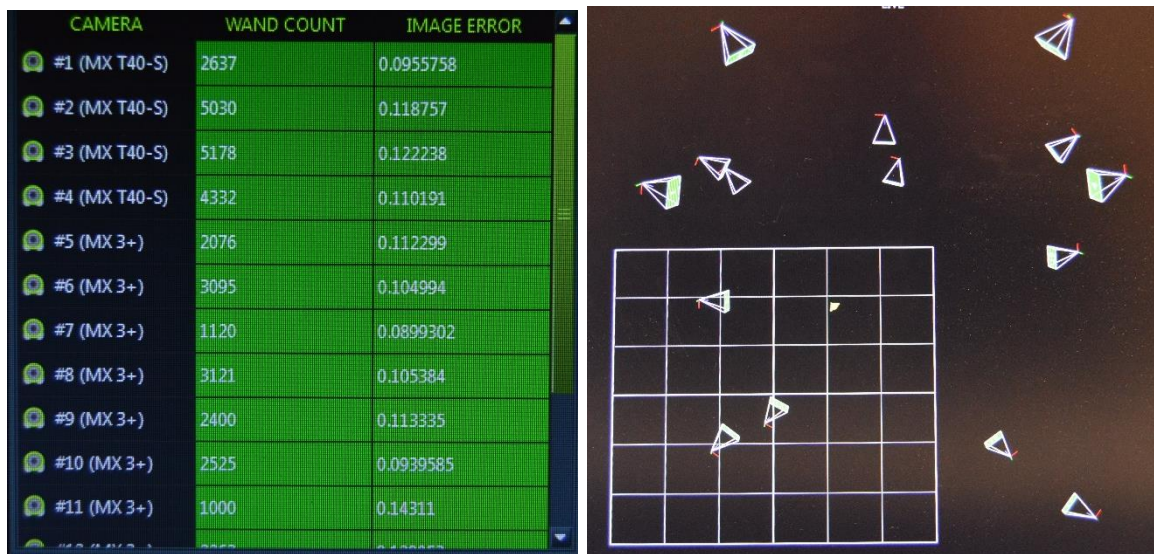 CAMERA WAND COUNT IMAGE ERROR
#1 (MX T40-S) 2637 0.0955758
#2 (MX T40-S) 5030 0.118757
#3 (MX T40-S) 5178 0.122238
#4 (MX T40-S) 4332 0.110191
#5 (MX 3+) 2076 0.112299
#6 (MX 3+) 3095 0.104994
#7 (MX 3+) 1120 0.0899302
#8 (MX 3+) 3121 0.105384
#9 (MX 3+) 2400 0.113335
#10 (MX 3+) 2525 0.0939585
#11 (MX 3+) 1000 0.14311